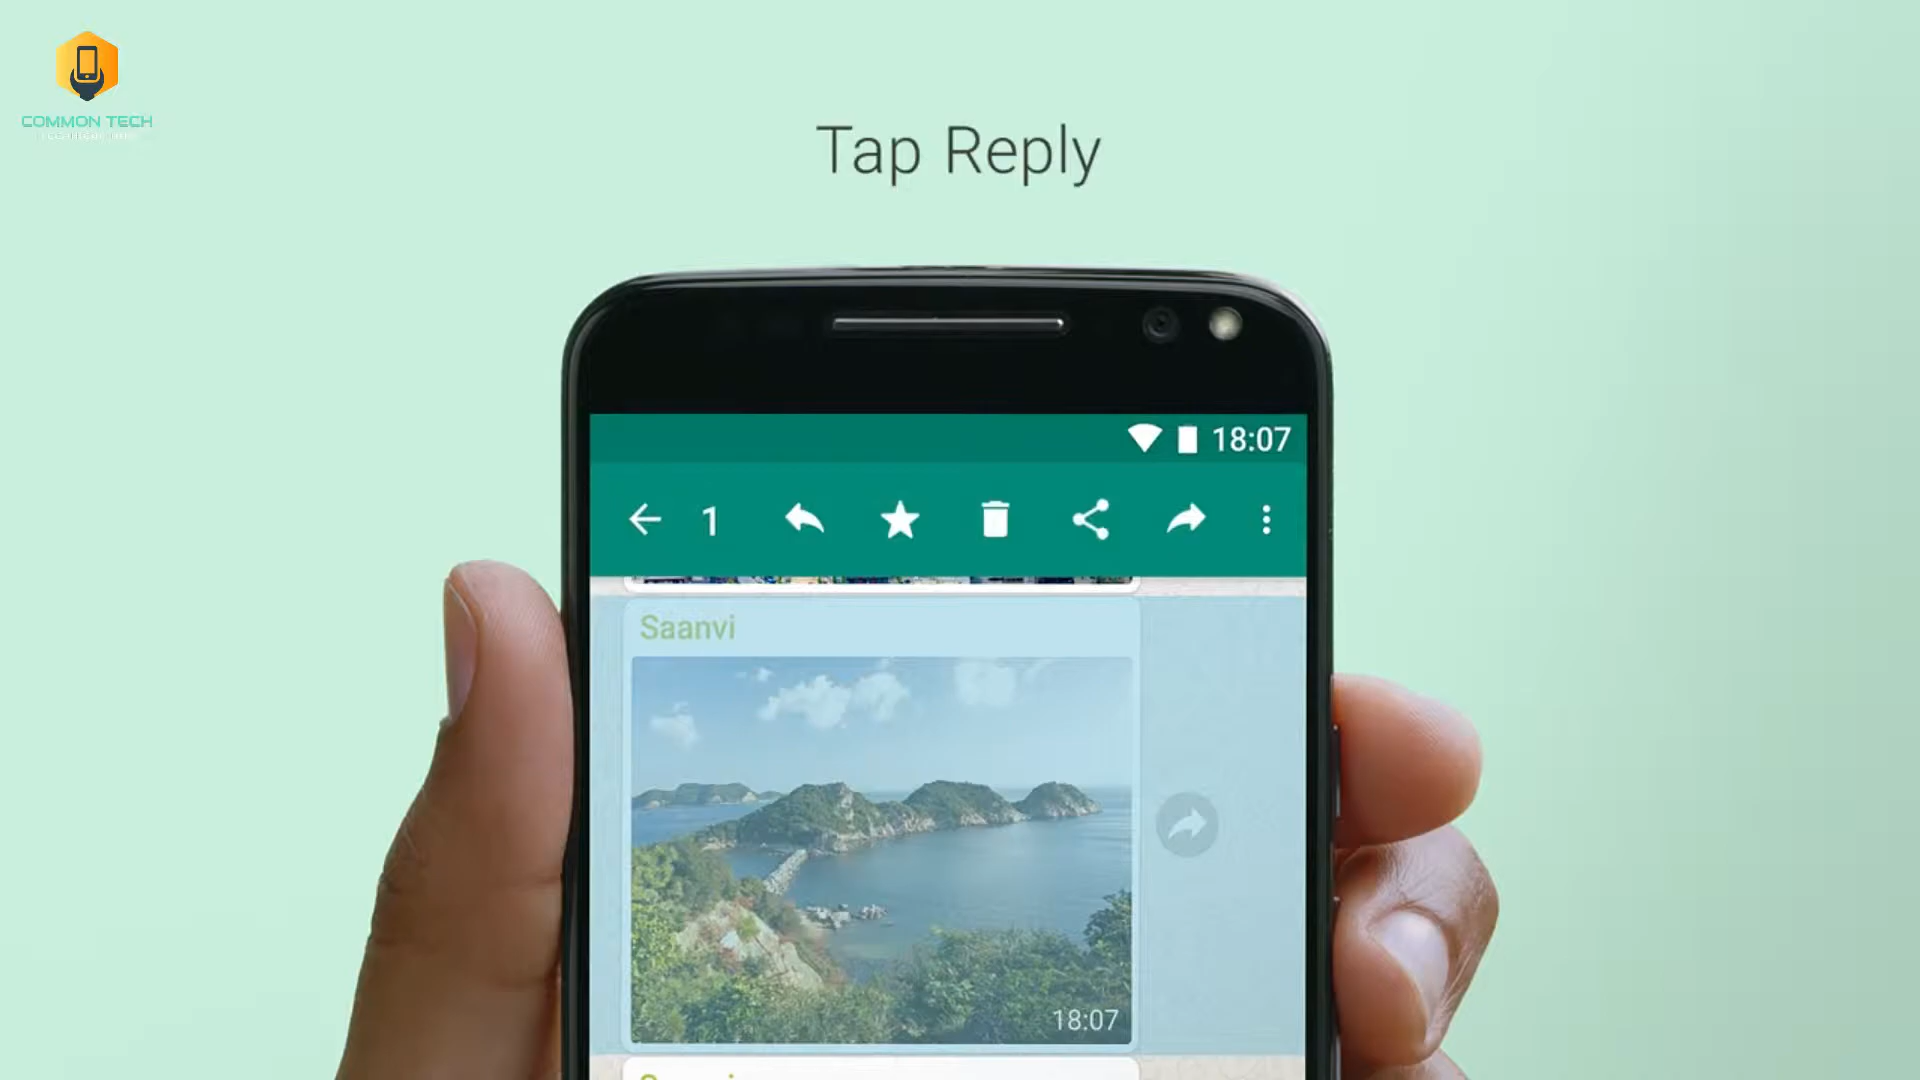 COMMON TECH
Tap Reply
18:07
1
Saanvi
18:07